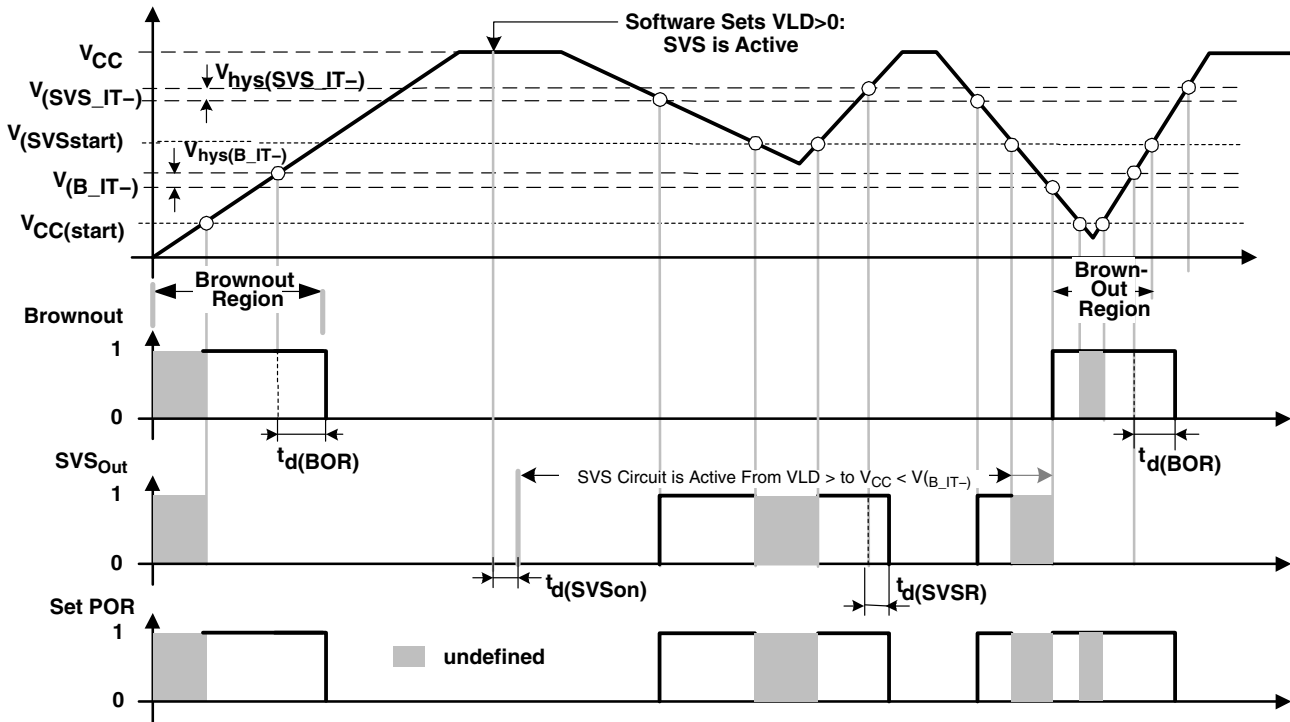 Software Sets VLD>0:
SVS is Active
VCC
Vhys(SVS_IT−)
V(SVS_IT−)
V(SVSstart)
Vhys(B_IT−)
V(B_IT−)
VCC(start)
Brownout
Region
Brown-
Out
Region
Brownout
1
0
td(BOR)
td(BOR)
SVSOut
SVS Circuit is Active From VLD > to VCC < V(B_IT−)
1
0
td(SVSon)
td(SVSR)
Set POR
1
undefined
0